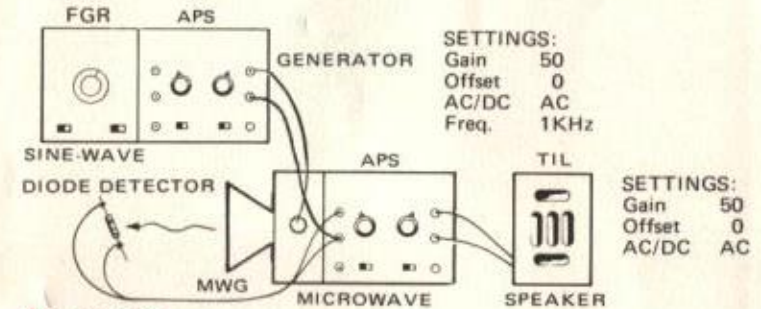 FGR APS
GENERATOR
SETTINGS:
Gain 50
Offset 0
AC/DC AC
Freq. 1KHz
SINE-WAVE
APS
TIL
DIODE DETECTOR
SETTINGS:
Gain 50
Offset 0
AC/DC AC
MWG
MICROWAVE
SPEAKER